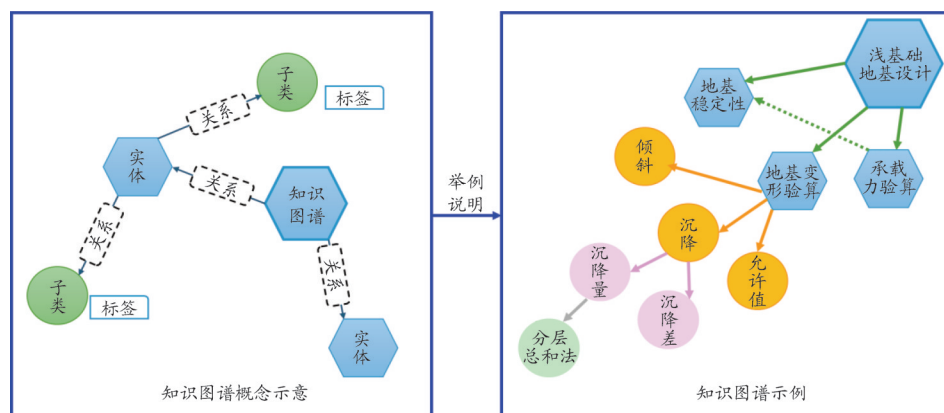 子
类
标签
关系
实
体
关系
知识
图谱
关系
子
类
标签
关系
实
体
知识图谱概念示意
举例
说明
浅基础
地基设计
地基
稳定性
倾
斜
地基变
形验算
承载
力验算
沉
降
沉
降
量
允
许
值
沉
降
差
分层
总和法
知识图谱示例